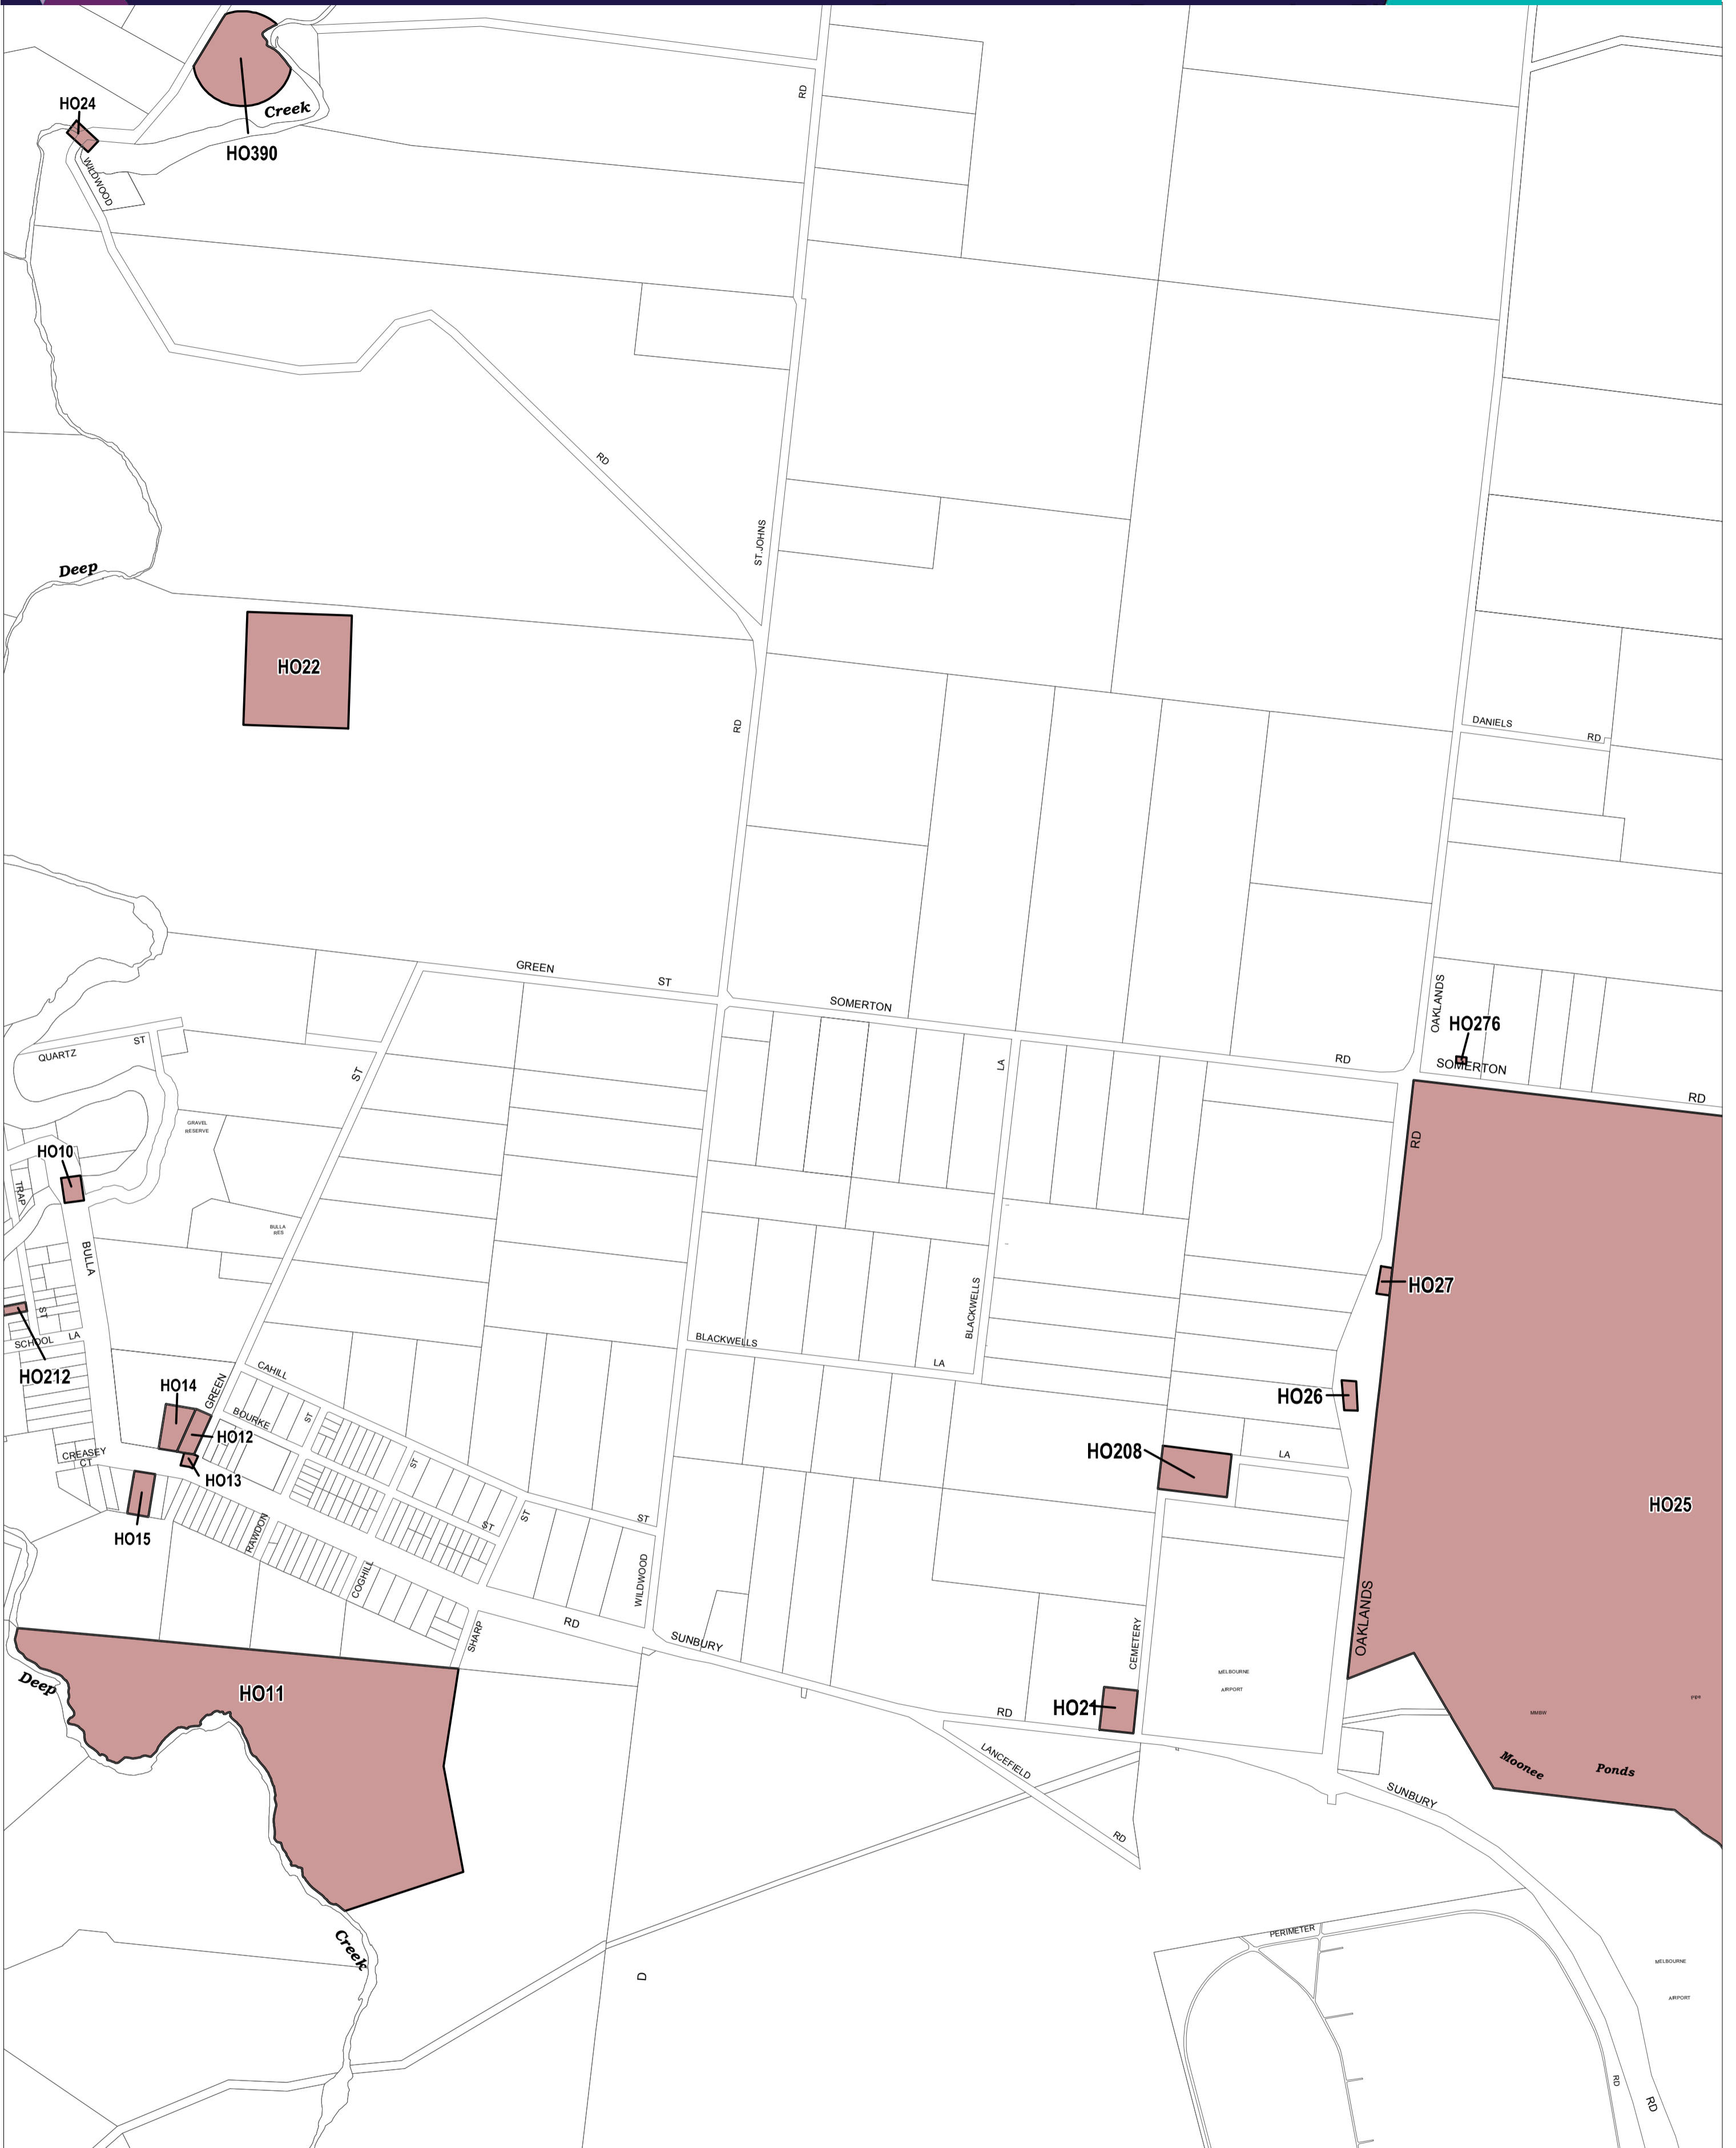 HO24
Creek
HO390
WILDWOOD
RD
RD
ST.JOHNS
Deep
HO22
RD
DANIELS
RD
GREEN
ST
SOMERTON
OAKLANDS
HO276
RD
SOMERTON
RD
QUARTZ
ST
ST
LA
GRAVEL
RESERVE
RD
HO10
TRAP
BULLA
RES
BULLA
HO27
ST
BLACKWELLS
SCHOOL
LA
BLACKWELLS
LA
HO212
CAHILL
HO14
GREEN
HO26
BOURKE
ST
HO12
HO208
LA
CREASEY
CT
ST
HO13
HO25
HO15
ST
ST
ST
RAWDON
COGHILL
WILDWOOD
OAKLANDS
RD
SHARP
SUNBURY
CEMETERY
MELBOURNE
AIRPORT
Deep
HO11
HO21
RD
MMBW
pipe
LANCEFIELD
Moonee
Ponds
SUNBURY
RD
Creek
PERIMETER
MELBOURNE
AIRPORT
D
RD
RD